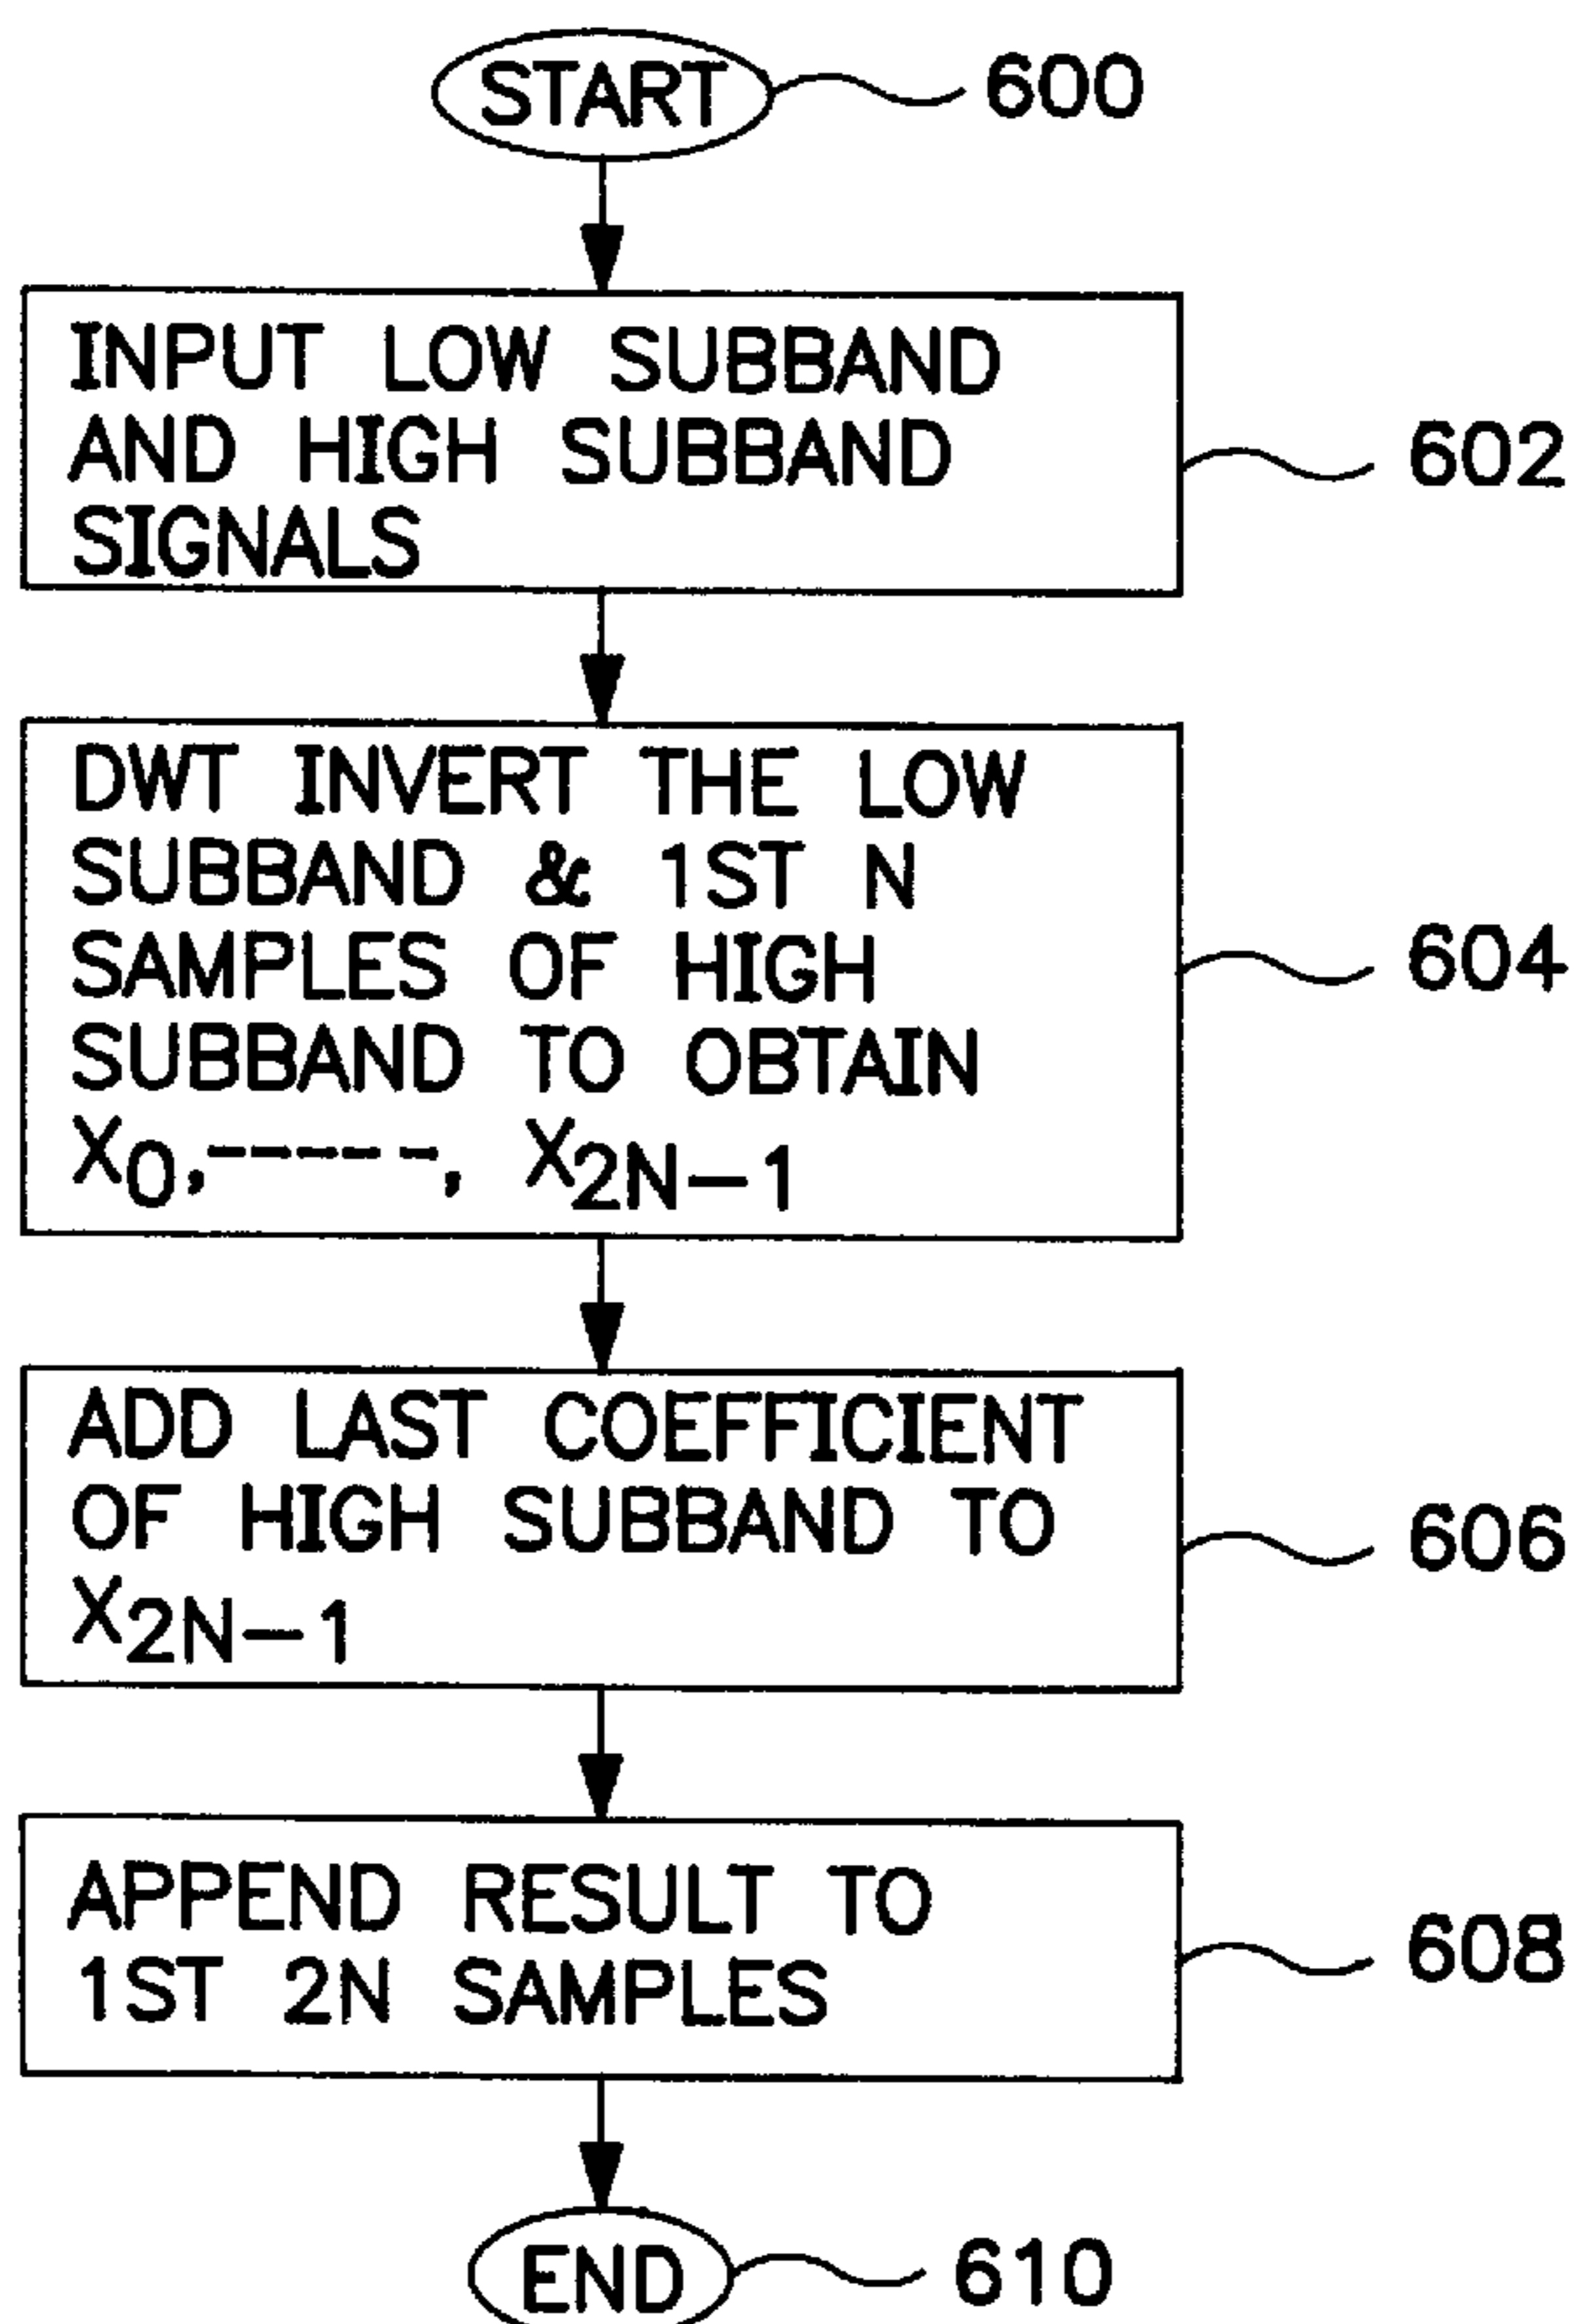 START 600
INPUT LOW SUBBAND
AND HIGH SUBBAND
SIGNALS
602
DWT INVERT THE LOW
SUBBAND & 1ST N
SAMPLES OF HIGH
SUBBAND TO OBTAIN
X0,-----, X2N-1
604
ADD LAST COEFFICIENT
OF HIGH SUBBAND TO
X2N-1
606
APPEND RESULT TO
1ST 2N SAMPLES
608
END 610